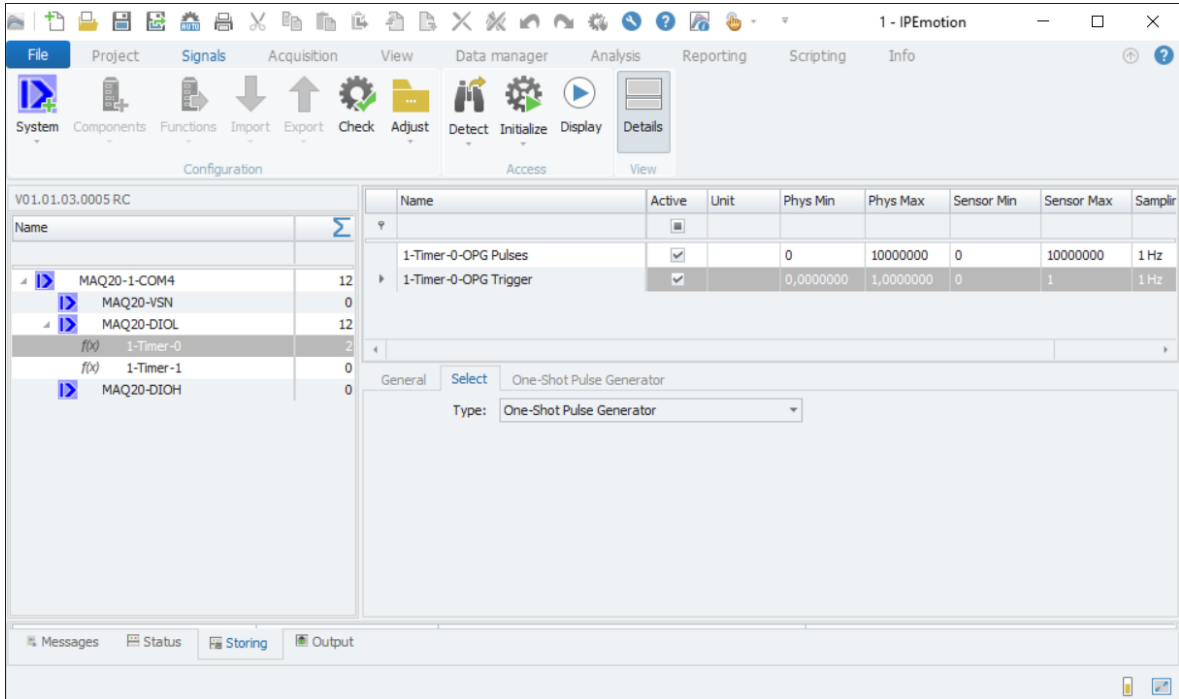 AUTO
1 - IPEmotion
File Project Signals Acquisition View Data manager Analysis Reporting Scripting Info
System Components Functions Import Export Check Adjust Detect Initialize Display Details
Configuration Access View
V01.01.03.0005 RC
Name
MAQ20-1-COM4 12
MAQ20-VSN 0
MAQ20-DIOL 12
f(x) 1-Timer-0 2
f(x) 1-Timer-1 0
MAQ20-DIOH 0
Name Active Unit Phys Min Phys Max Sensor Min Sensor Max Samplin
1-Timer-0-OPG Pulses 0 10000000 0 10000000 1 Hz
1-Timer-0-OPG Trigger 0,0000000 1,0000000 0 1 1 Hz
General Select One-Shot Pulse Generator
Type: One-Shot Pulse Generator
Messages Status Storing Output